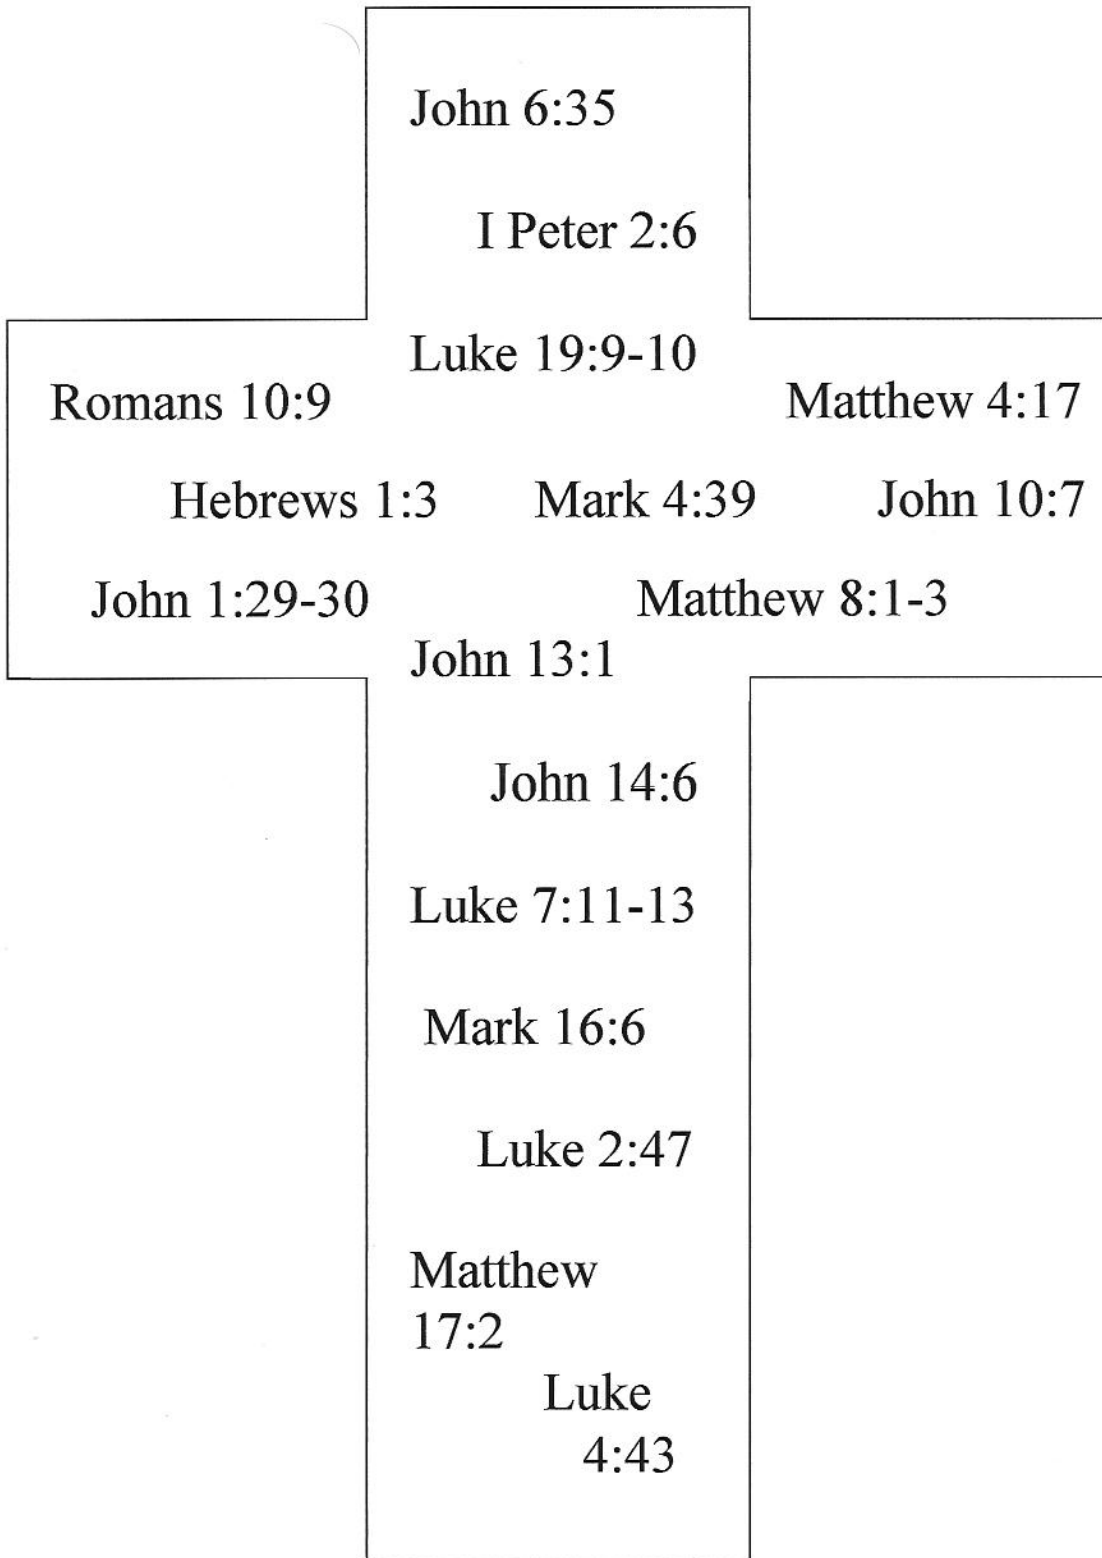 John 6:35
I Peter 2:6
Luke 19:9-10
Romans 10:9
Matthew 4:17
Hebrews 1:3
Mark 4:39
John 10:7
John 1:29-30
Matthew 8:1-3
John 13:1
John 14:6
Luke 7:11-13
Mark 16:6
Luke 2:47
Matthew
17:2
Luke
4:43